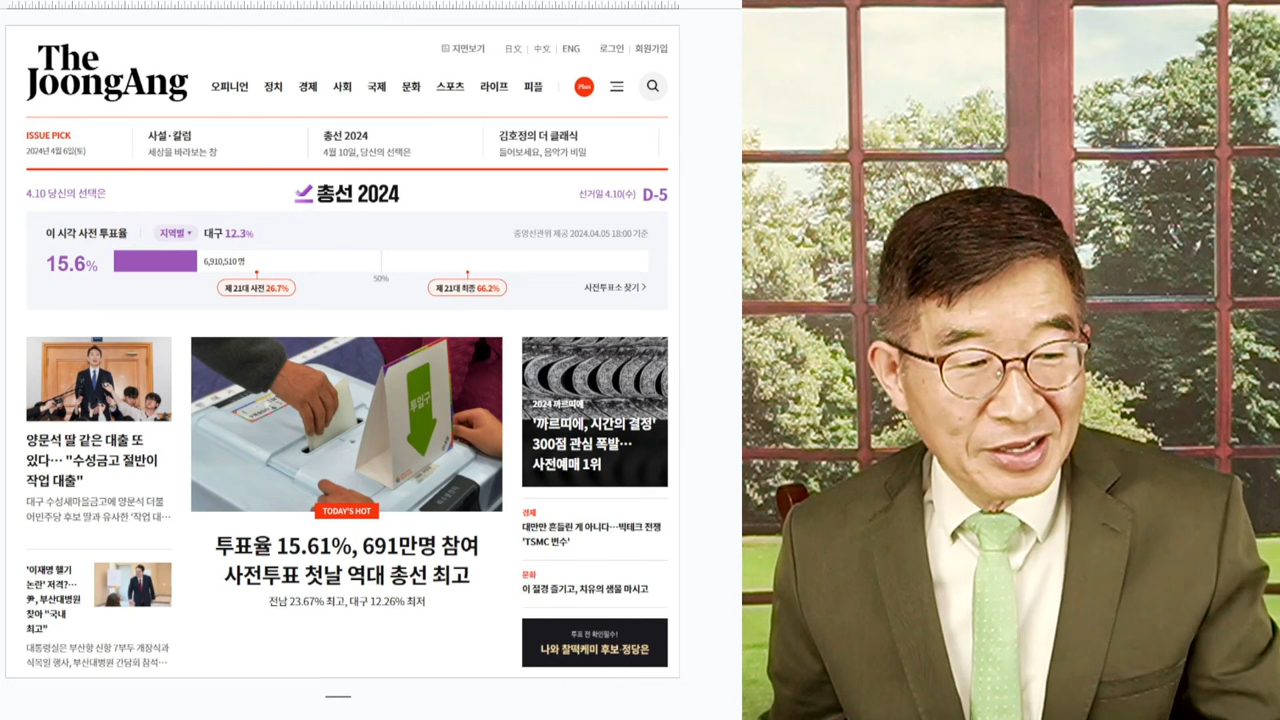 The
JoongAng
지면보기
日文 | 中文 | ENG
로그인 | 회원가입
오피니언 정치 경제 사회 국제 문화 스포츠 라이프 피플
Plus
ISSUE PICK
2024년 4월 6일(토)
사설·칼럼
세상을 바라보는 창
총선 2024
4월 10일, 당신의 선택은
김호정의 더 클래식
들어보세요, 음악가 비밀
4.10 당신의 선택은
총선 2024
선거일 4.10(수) D-5
이 시각 사전 투표율
지역별 ▾ 대구 12.3%
중앙선관위 제공 2024.04.05 18:00 기준
15.6%
6,910,510 명
50%
제 21대 사전 26.7%
제 21대 최종 66.2%
사전투표소 찾기 >
양문석 딸 같은 대출 또
있다… "수성금고 절반이
작업 대출"
대구 수성새마을금고에 양문석 더불
어민주당 후보 딸과 유사한 '작업 대…
'이재명 헬기
논란' 저격?…
尹, 부산대병원
찾아 "국내
최고"
대통령실은 부산항 신항 7부두 개장식과
식목일 행사, 부산대병원 간담회 참석…
투입구
TODAY'S HOT
투표율 15.61%, 691만명 참여
사전투표 첫날 역대 총선 최고
전남 23.67% 최고, 대구 12.26% 최저
2024 까르띠에
'까르띠에, 시간의 결정'
300점 관심 폭발…
사전예매 1위
경제
대만만 흔들린 게 아니다…빅테크 전쟁
'TSMC 변수'
문화
이 절경 즐기고, 치유의 샘물 마시고
투표 전 확인필수!
나와 찰떡케미 후보·정당은